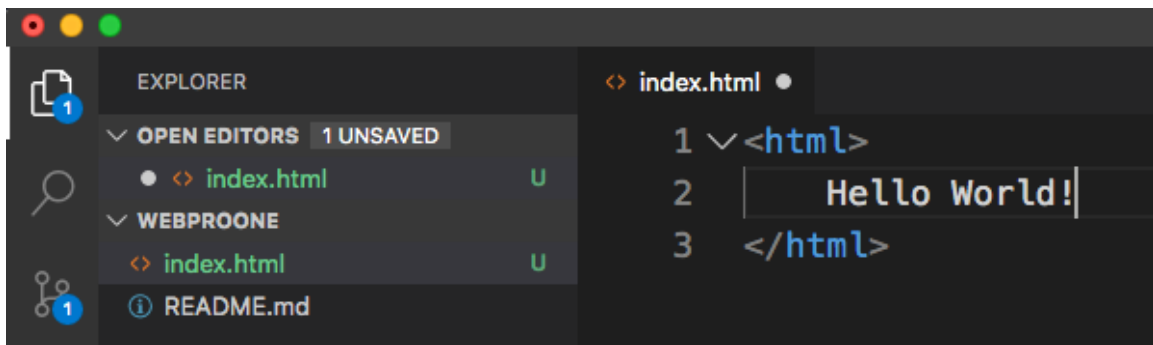 EXPLORER
OPEN EDITORS 1 UNSAVED
index.html U
WEBPROONE
index.html U
README.md
1
1
index.html
1 <html>
2 Hello World!
3 </html>